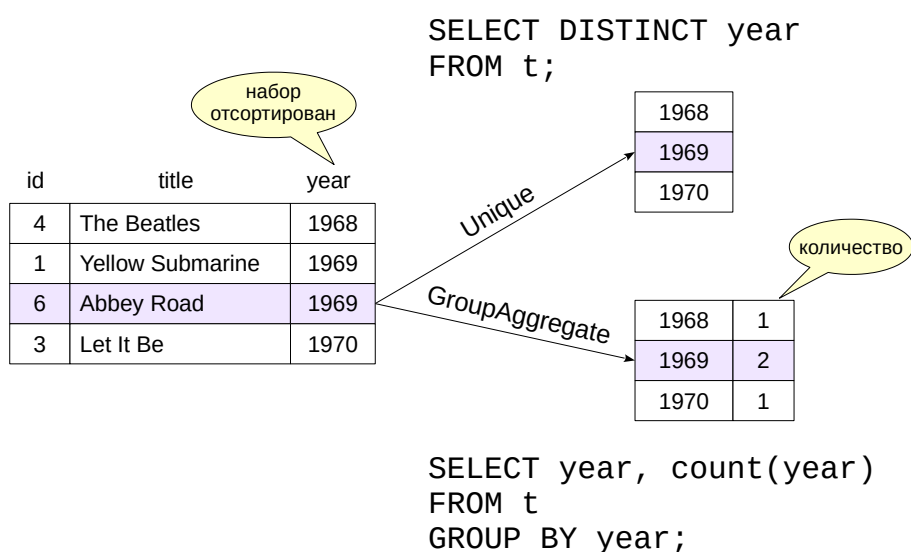 SELECT DISTINCT year
FROM t;
набор
отсортирован
id title year
4 The Beatles 1968
1 Yellow Submarine 1969
6 Abbey Road 1969
3 Let It Be 1970
Unique
1968
1969
1970
GroupAggregate
количество
1968 1
1969 2
1970 1
SELECT year, count(year)
FROM t
GROUP BY year;